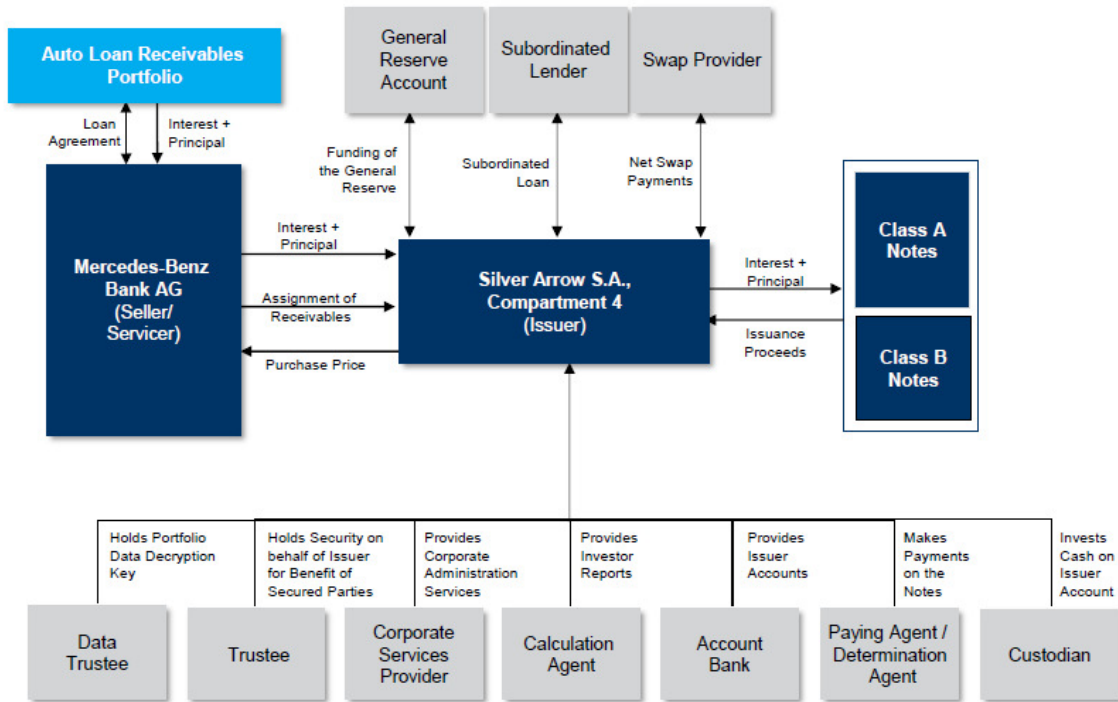 Auto Loan Receivables
Portfolio
General
Reserve
Account
Subordinated
Lender
Swap Provider
Loan
Agreement
Interest +
Principal
Funding of
the General
Reserve
Subordinated
Loan
Net Swap
Payments
Mercedes-Benz
Bank AG
(Seller/
Servicer)
Interest +
Principal
Assignment of
Receivables
Purchase Price
Silver Arrow S.A.,
Compartment 4
(Issuer)
Interest +
Principal
Issuance
Proceeds
Class A
Notes
Class B
Notes
Holds Portfolio
Data Decryption
Key
Holds Security on
behalf of Issuer
for Benefit of
Secured Parties
Provides
Corporate
Administration
Services
Provides
Investor
Reports
Provides
Issuer
Accounts
Makes
Payments
on the
Notes
Invests
Cash on
Issuer
Account
Data
Trustee
Trustee
Corporate
Services
Provider
Calculation
Agent
Account
Bank
Paying Agent /
Determination
Agent
Custodian